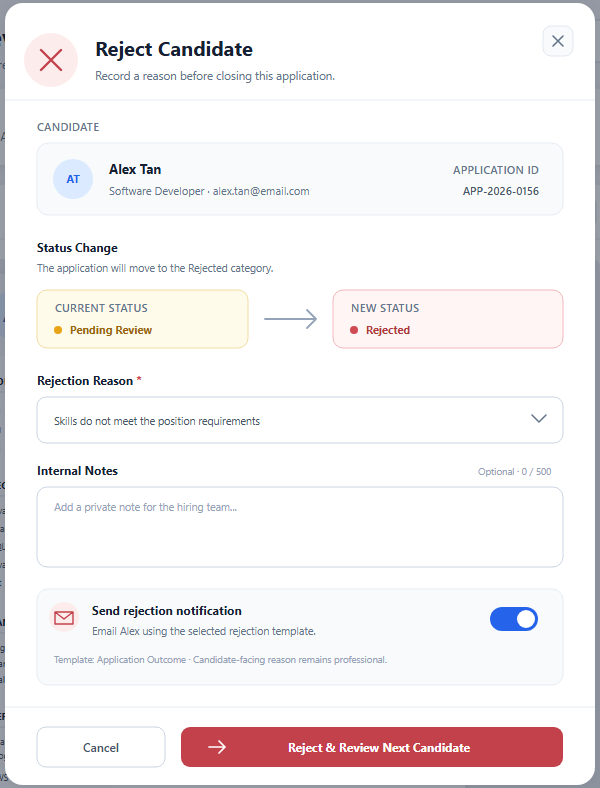 Reject Candidate
Record a reason before closing this application.
CANDIDATE
AT
Alex Tan
Software Developer · alex.tan@email.com
APPLICATION ID
APP-2026-0156
Status Change
The application will move to the Rejected category.
CURRENT STATUS
Pending Review
NEW STATUS
Rejected
Rejection Reason *
Skills do not meet the position requirements
Internal Notes
Optional · 0 / 500
Add a private note for the hiring team...
Send rejection notification
Email Alex using the selected rejection template.
Template: Application Outcome · Candidate-facing reason remains professional.
Cancel
Reject & Review Next Candidate